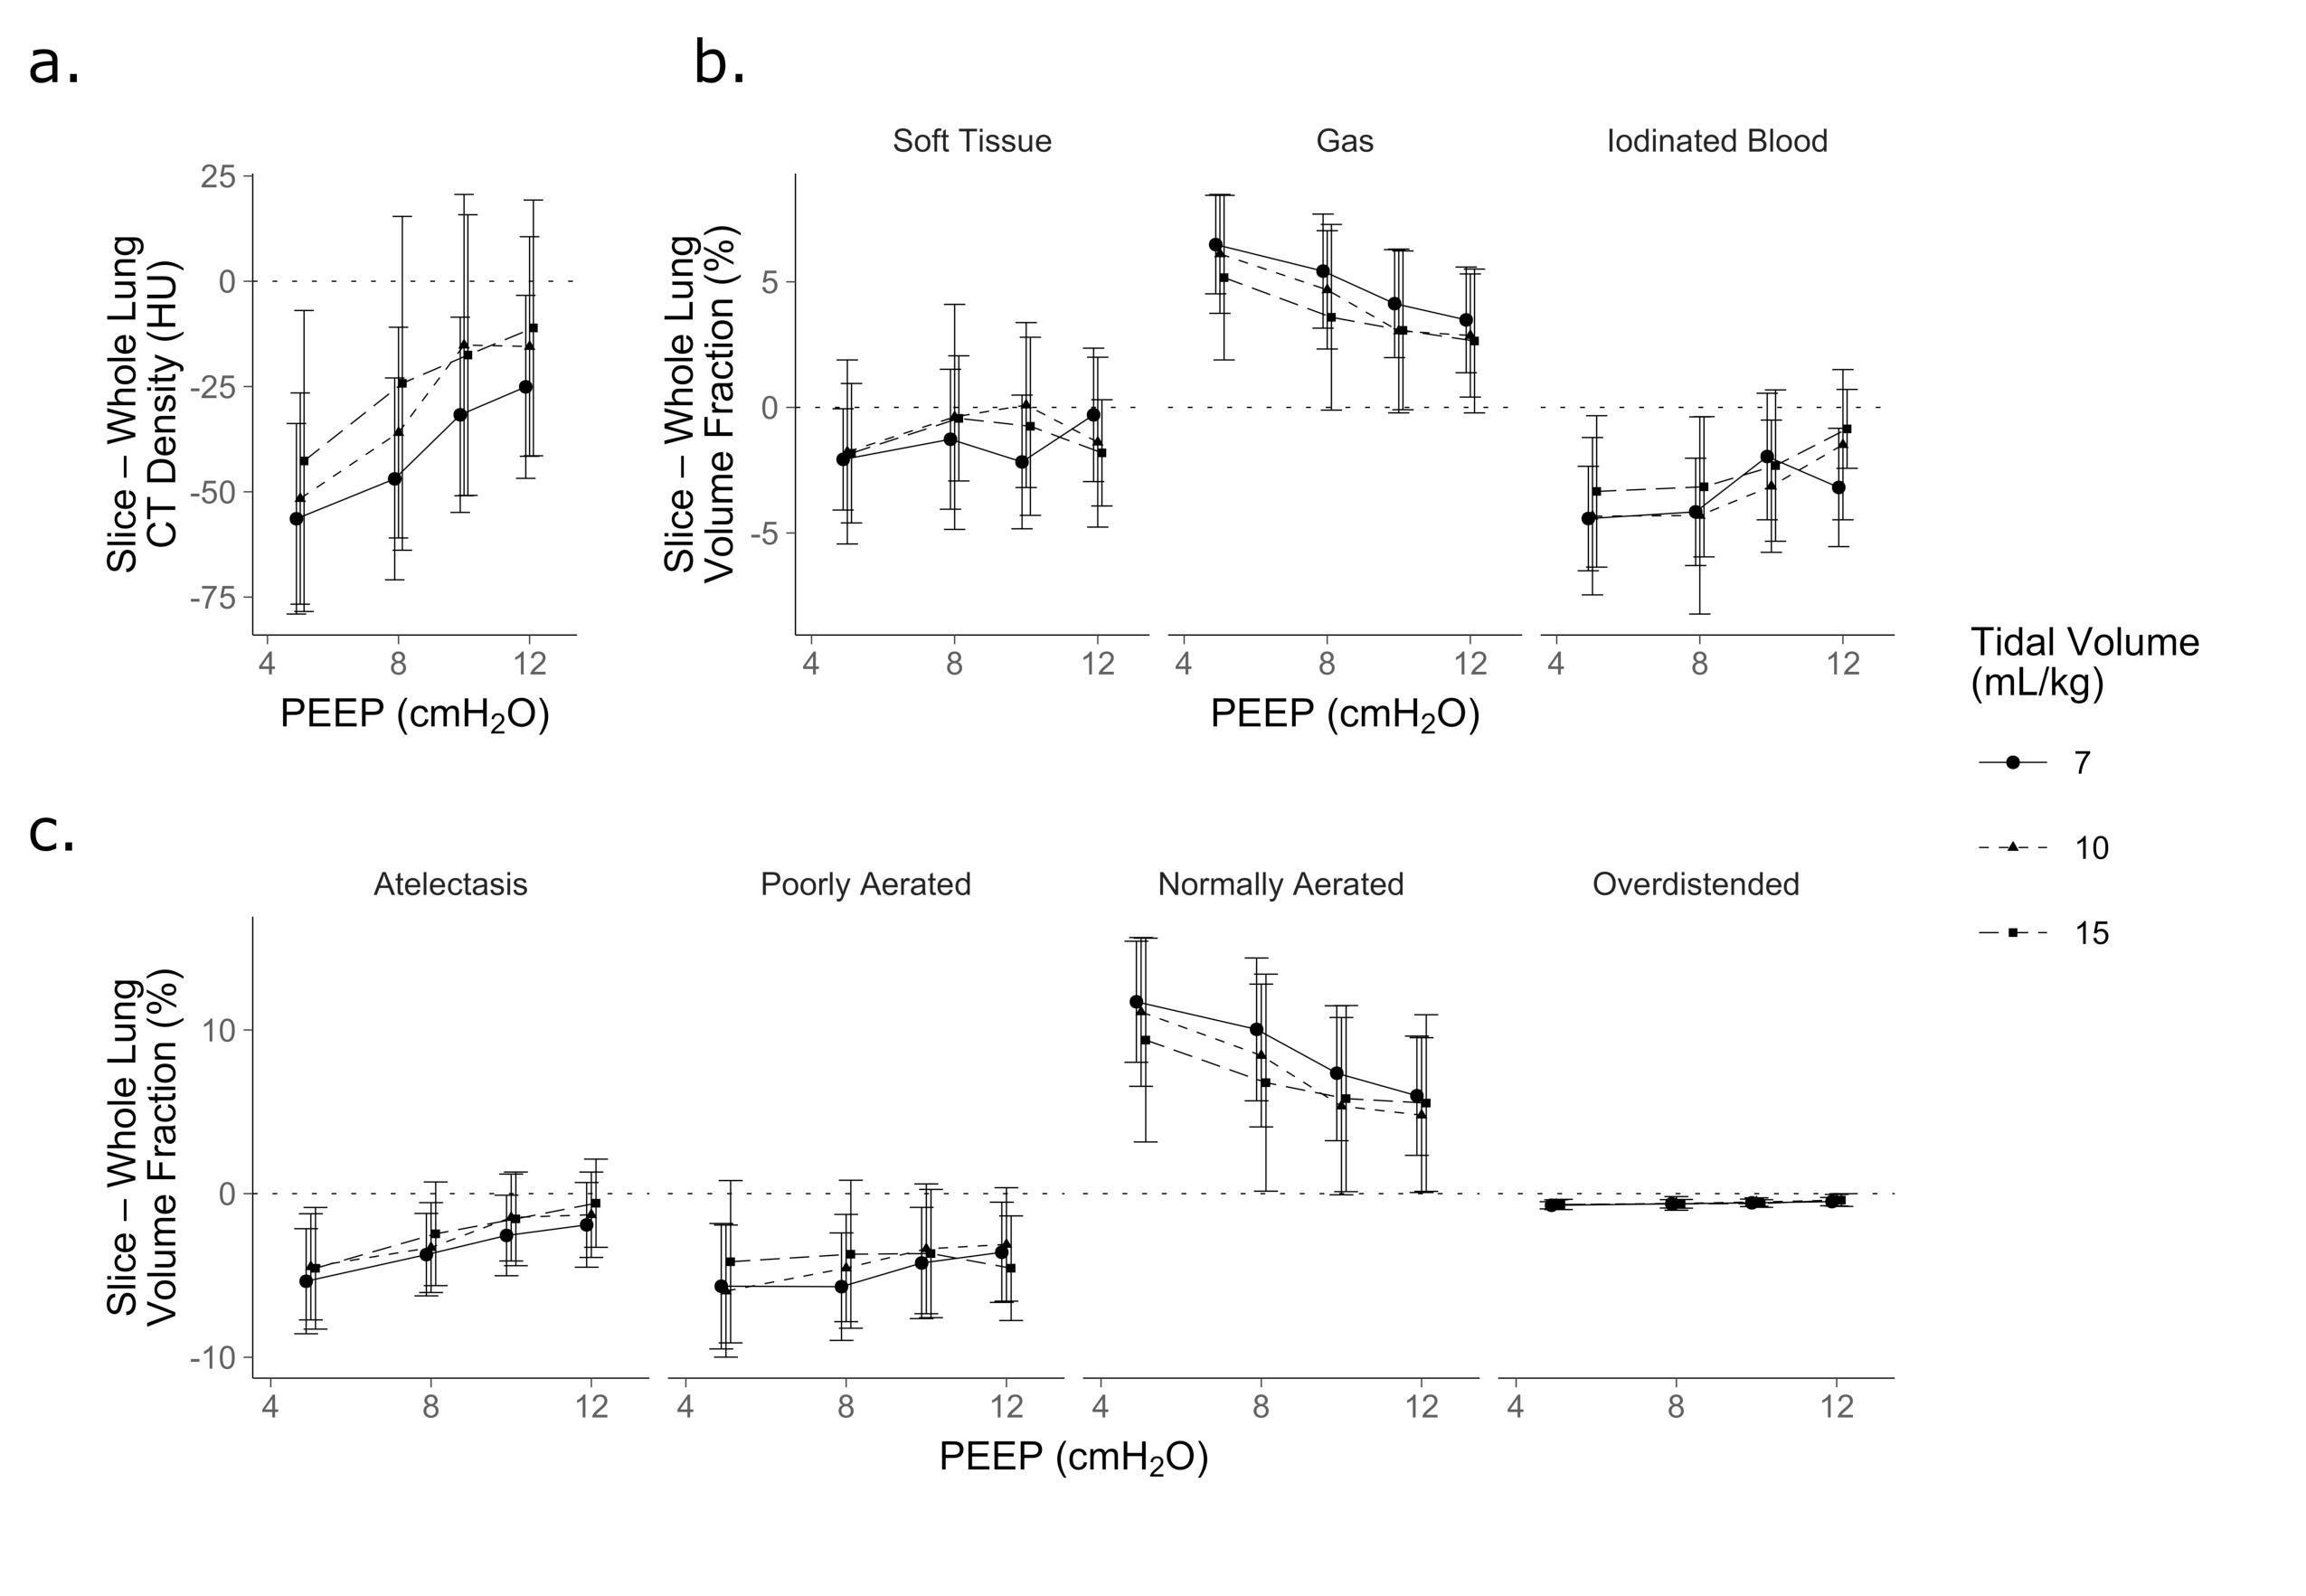 a.
Slice – Whole Lung
CT Density (HU)
25
0
-25
-50
-75
4 8 12
PEEP (cmH₂O)
b.
Soft Tissue Gas Iodinated Blood
Slice – Whole Lung
Volume Fraction (%)
5
0
-5
4 8 12 4 8 12 4 8 12
PEEP (cmH₂O)
Tidal Volume
(mL/kg)
7
10
15
c.
Atelectasis Poorly Aerated Normally Aerated Overdistended
Slice – Whole Lung
Volume Fraction (%)
10
0
-10
4 8 12 4 8 12 4 8 12 4 8 12
PEEP (cmH₂O)